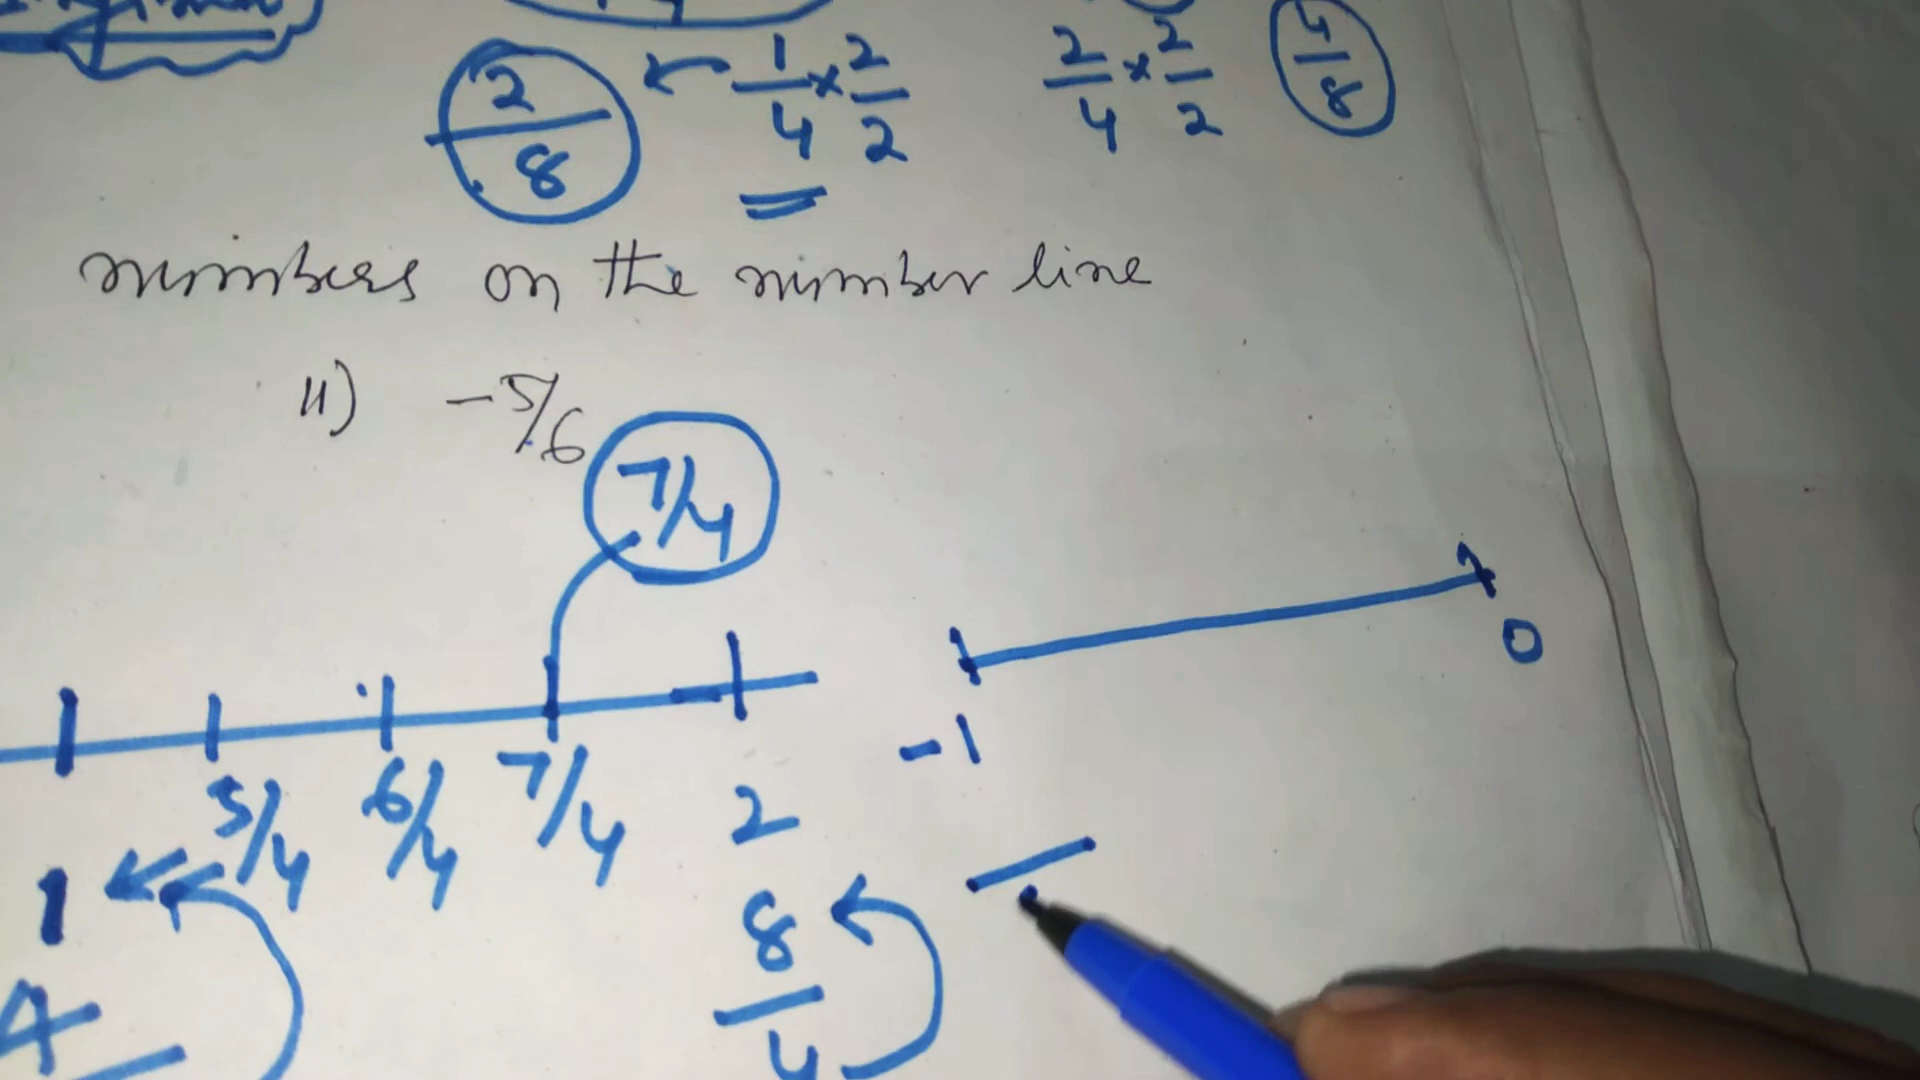 2/8 ← 1/4 × 2/2 2/4 × 2/2 4/8
numbers on the number line
11) -5/6
7/4
0
-1
5/4 6/4 7/4 2
1
8/4
4